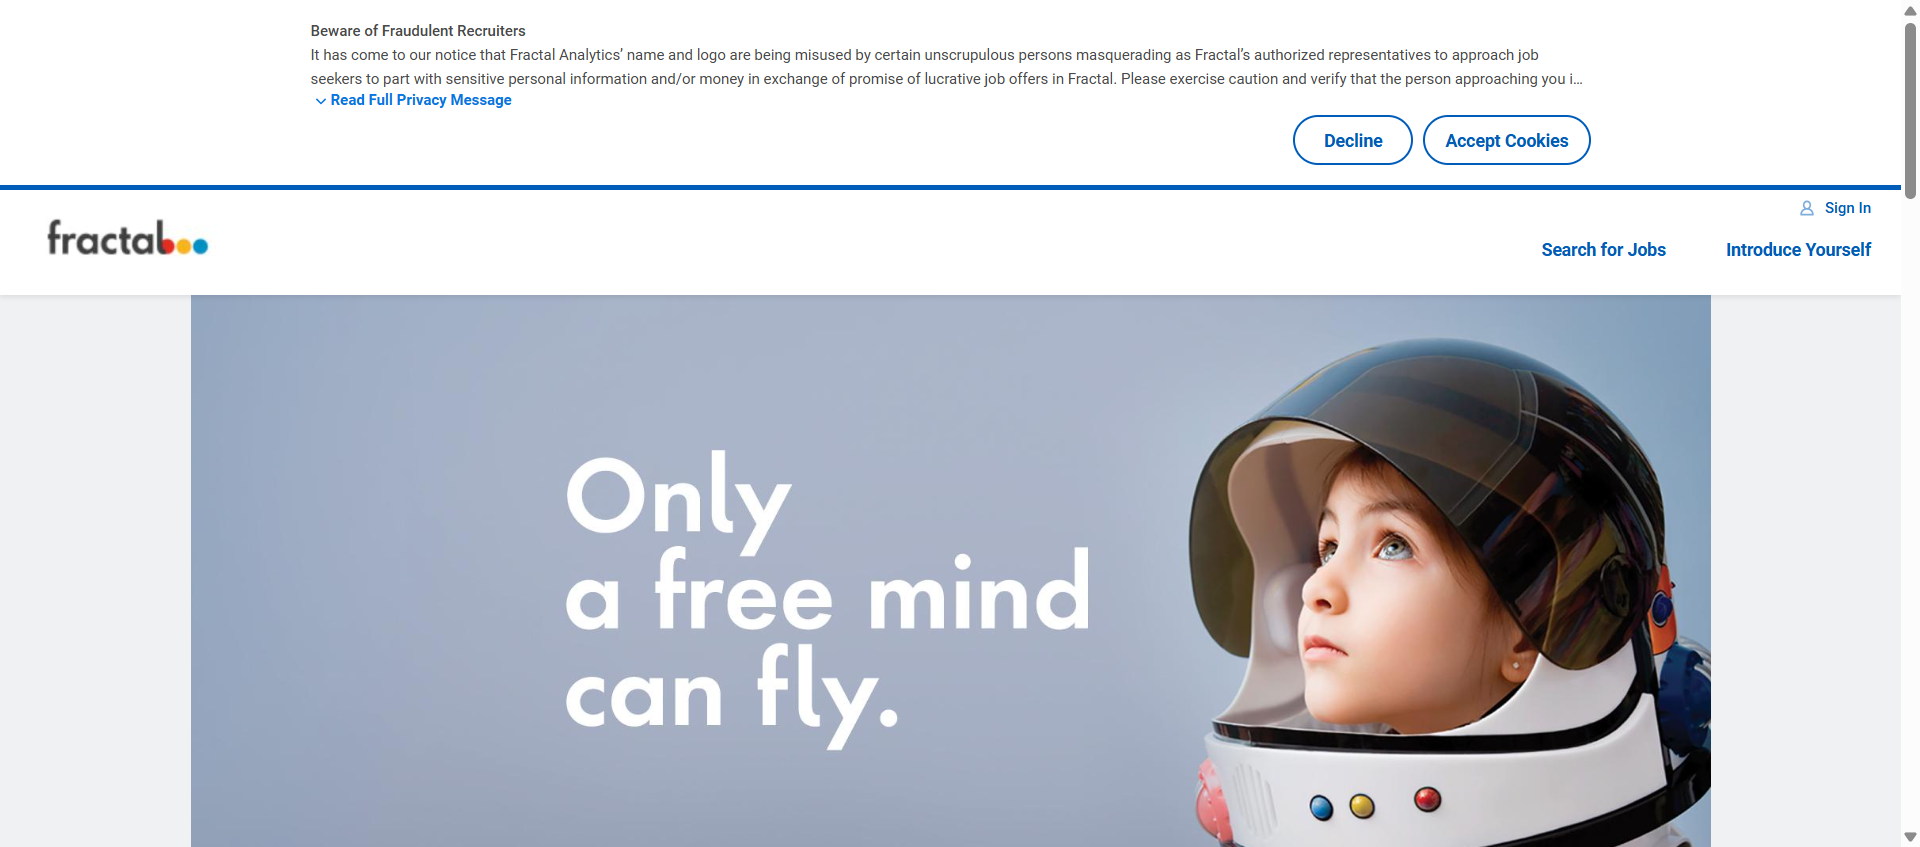 Beware of Fraudulent Recruiters
It has come to our notice that Fractal Analytics’ name and logo are being misused by certain unscrupulous persons masquerading as Fractal’s authorized representatives to approach job
seekers to part with sensitive personal information and/or money in exchange of promise of lucrative job offers in Fractal. Please exercise caution and verify that the person approaching you i...
Read Full Privacy Message
Decline
Accept Cookies
fractal
Sign In
Search for Jobs
Introduce Yourself
Only
a free mind
can fly.